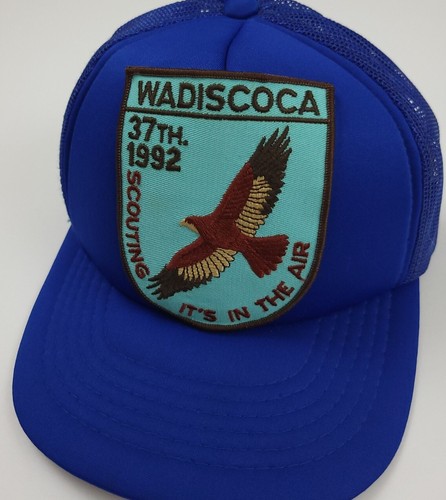 WADISCOCA
37TH.
1992
SCOUTING
IT'S IN THE AIR